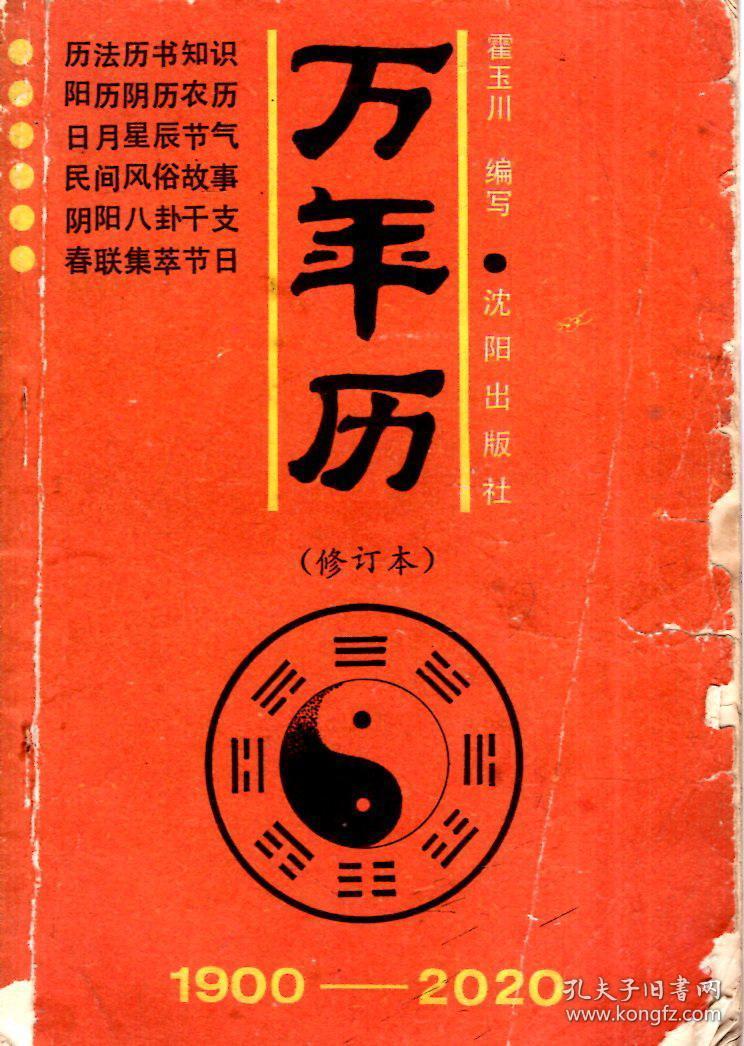 历法历书知识
阳历阴历农历
日月星辰节气
民间风俗故事
阴阳八卦干支
春联集萃节日
万年历
霍玉川 编写·沈阳出版社
(修订本)
1900——2020
孔夫子旧书网
www.kongfz.com